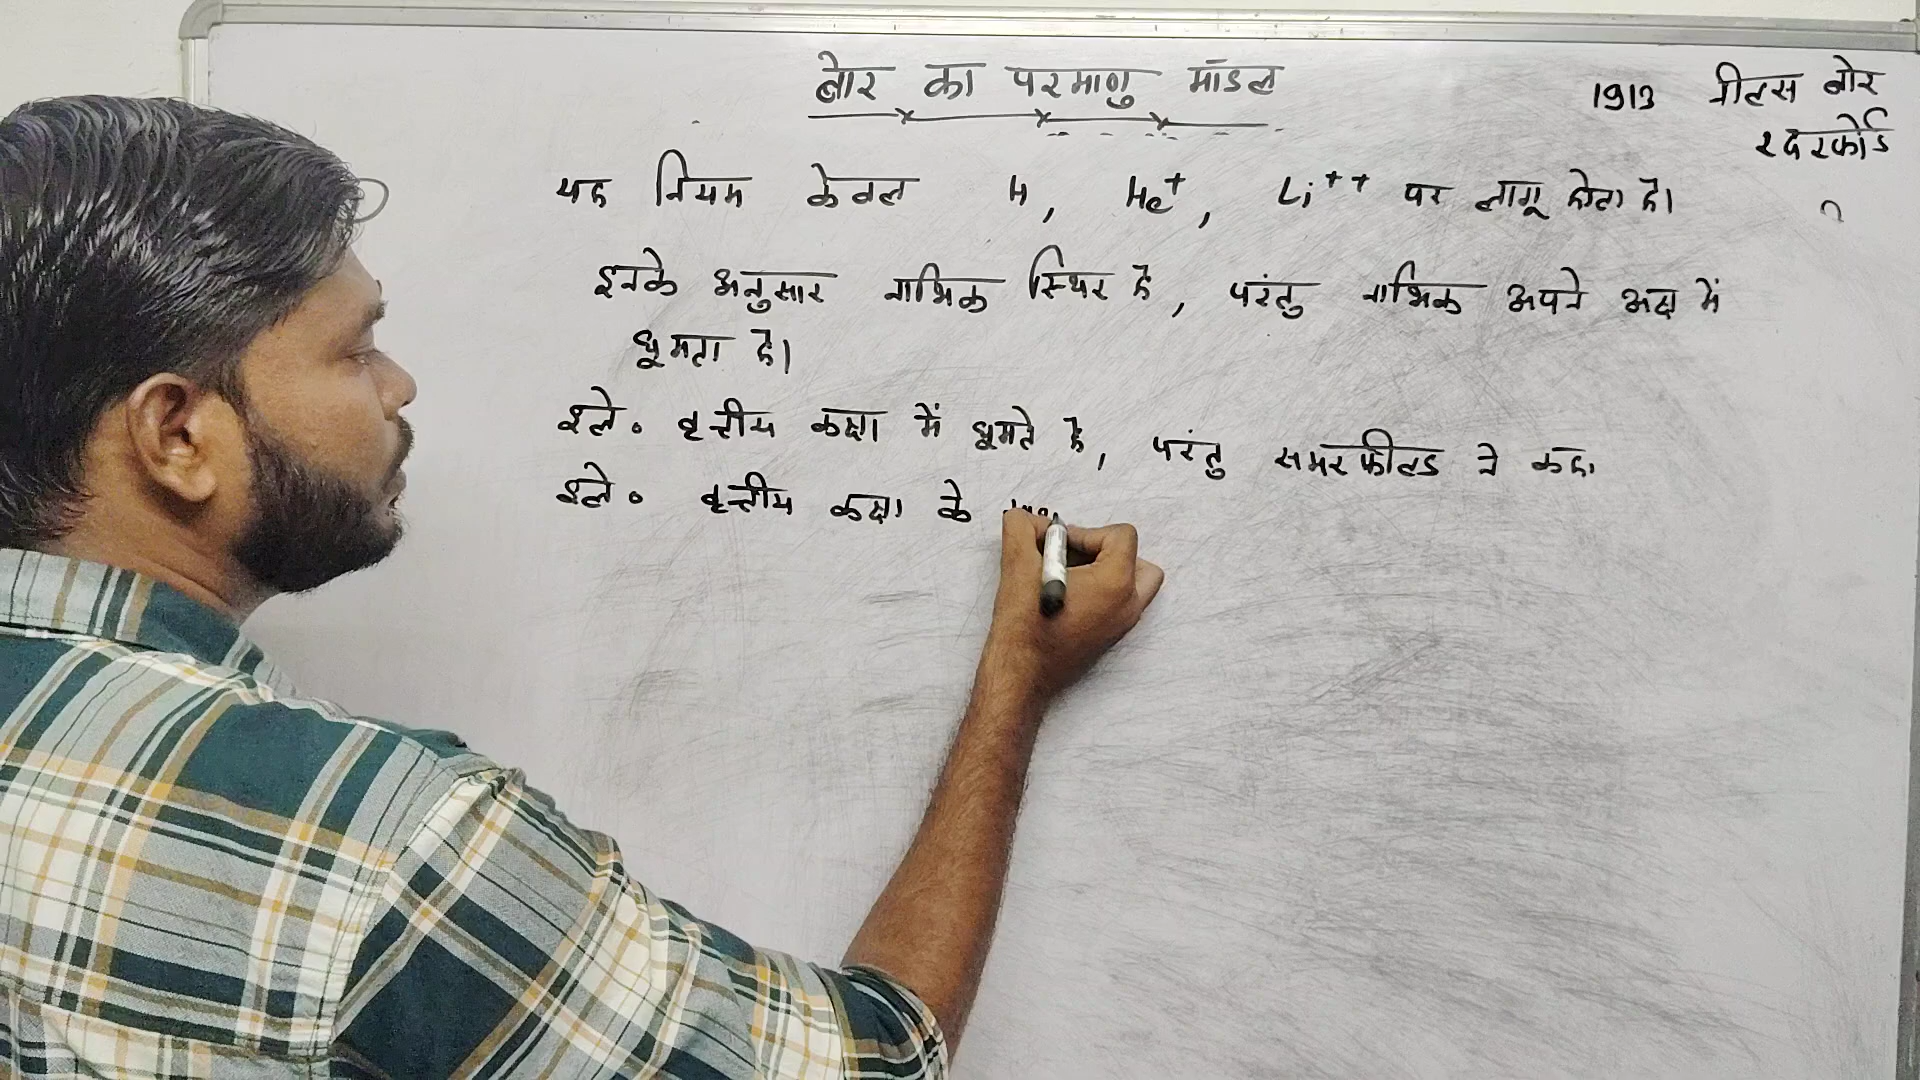 बोर का परमाणु मॉडल
1913 नील्स बोर
रदरफोर्ड
यह नियम केवल H, He⁺, Li⁺⁺ पर लागू होता है।
इनके अनुसार नाभिक स्थिर है, परंतु नाभिक अपने अक्ष में
घूमता है।
इले० वृत्तीय कक्षा में घूमते है, परंतु समरफील्ड ने कहा
इले० वृत्तीय कक्षा के